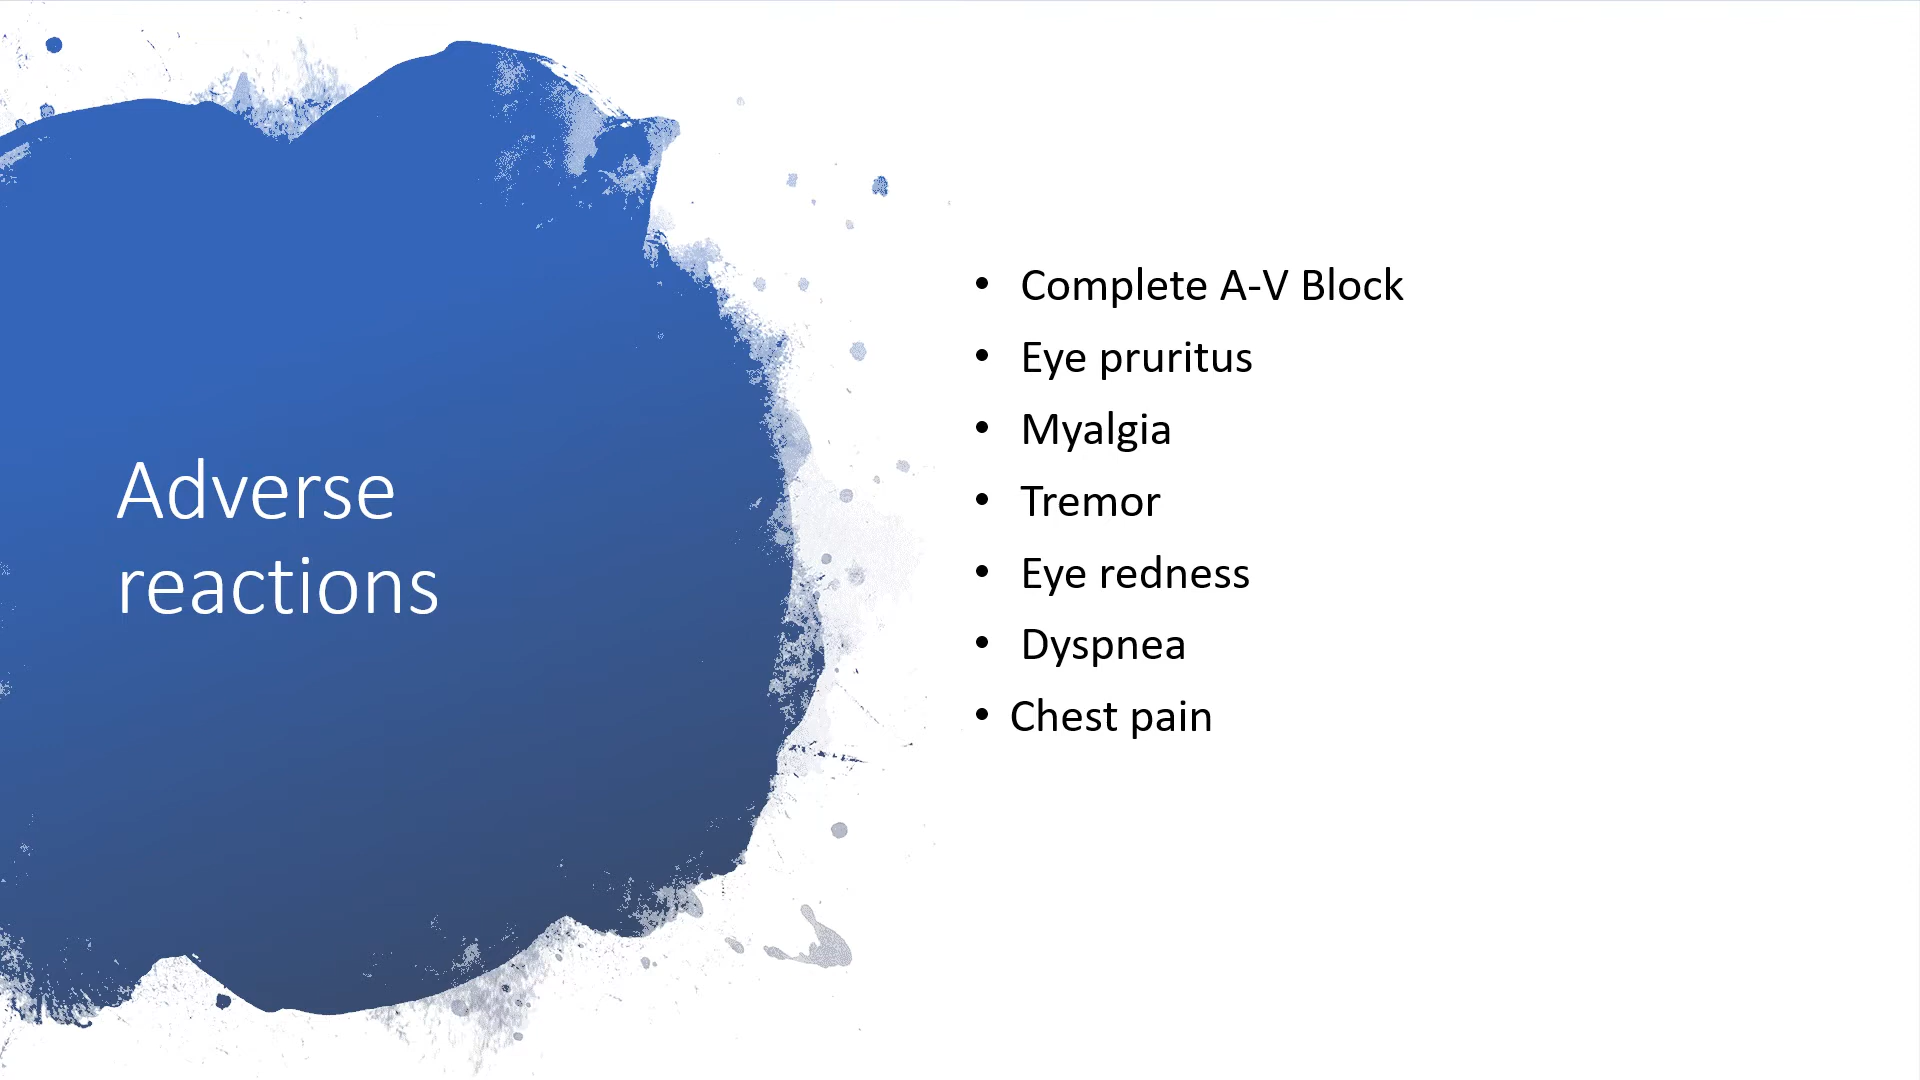 Adverse
reactions
• Complete A-V Block
• Eye pruritus
• Myalgia
• Tremor
• Eye redness
• Dyspnea
• Chest pain